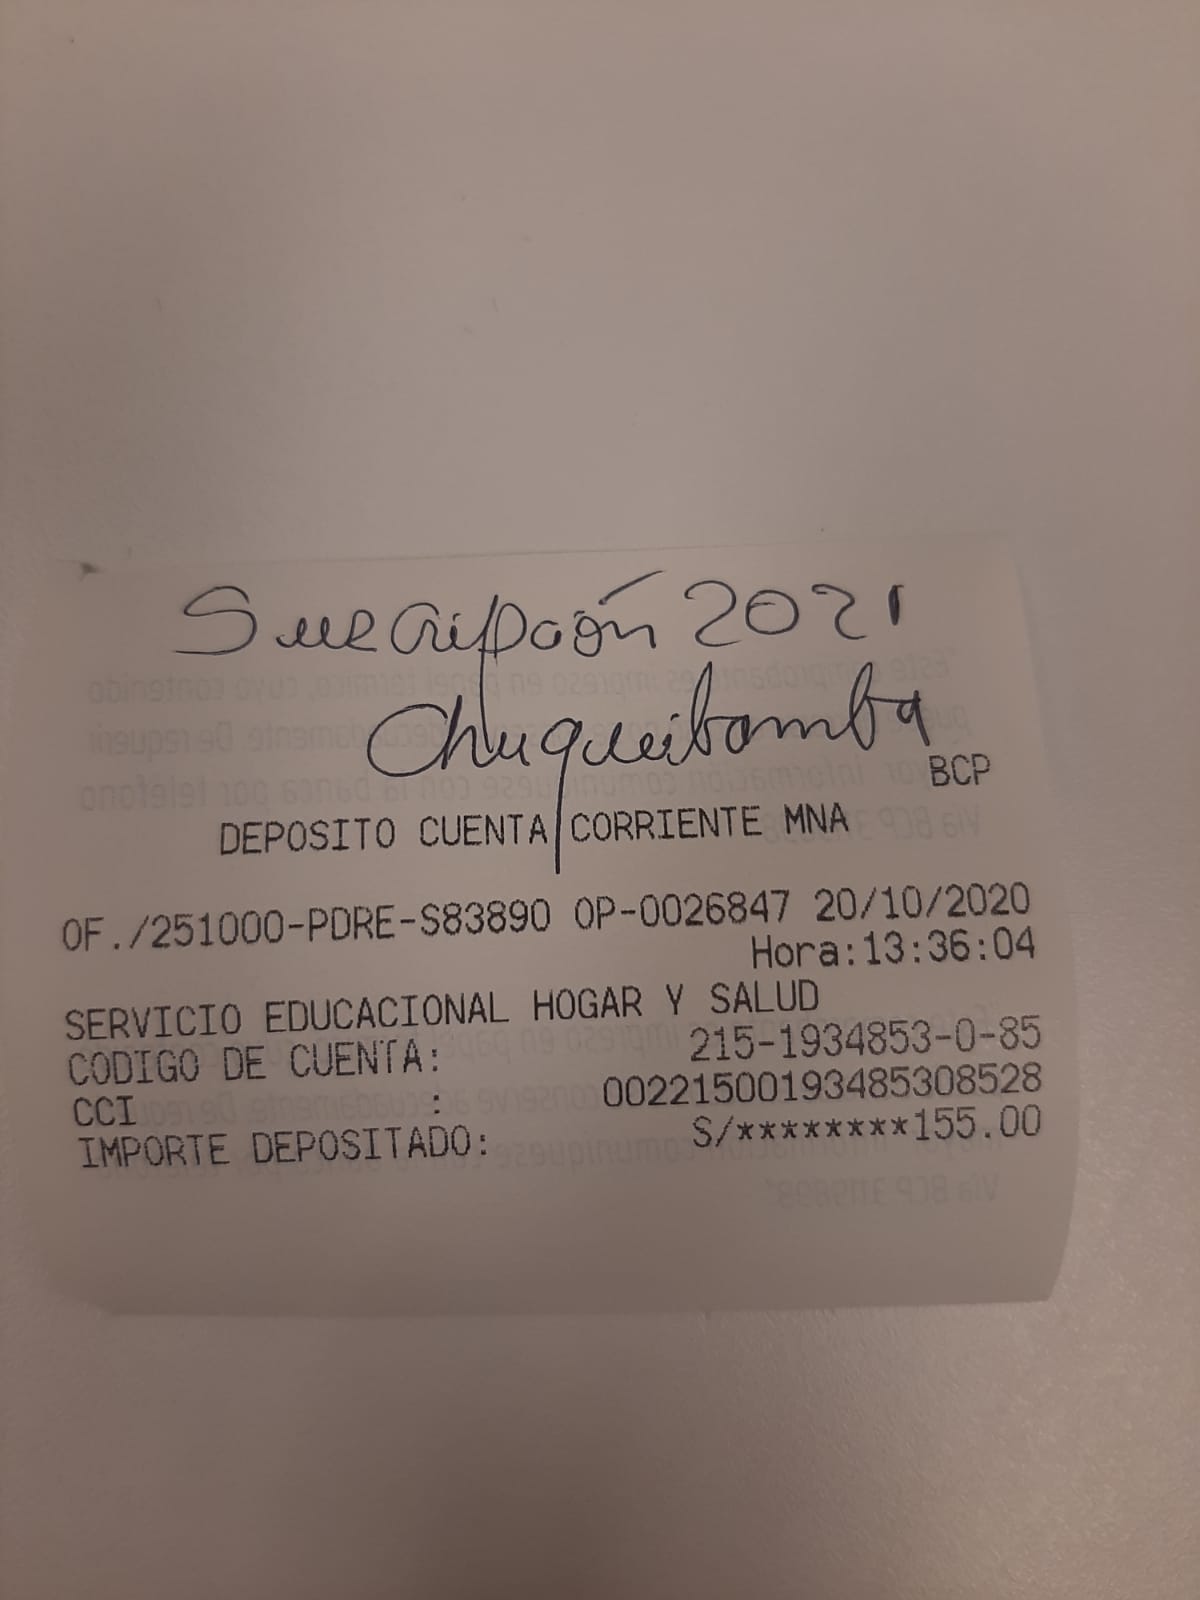 Suscripción 2021
Chuquibamba
BCP
DEPOSITO CUENTA CORRIENTE MNA
OF./251000-PDRE-S83890 OP-0026847 20/10/2020
Hora:13:36:04
SERVICIO EDUCACIONAL HOGAR Y SALUD
CODIGO DE CUENTA: 215-1934853-0-85
CCI : 00221500193485308528
IMPORTE DEPOSITADO: S/********155.00